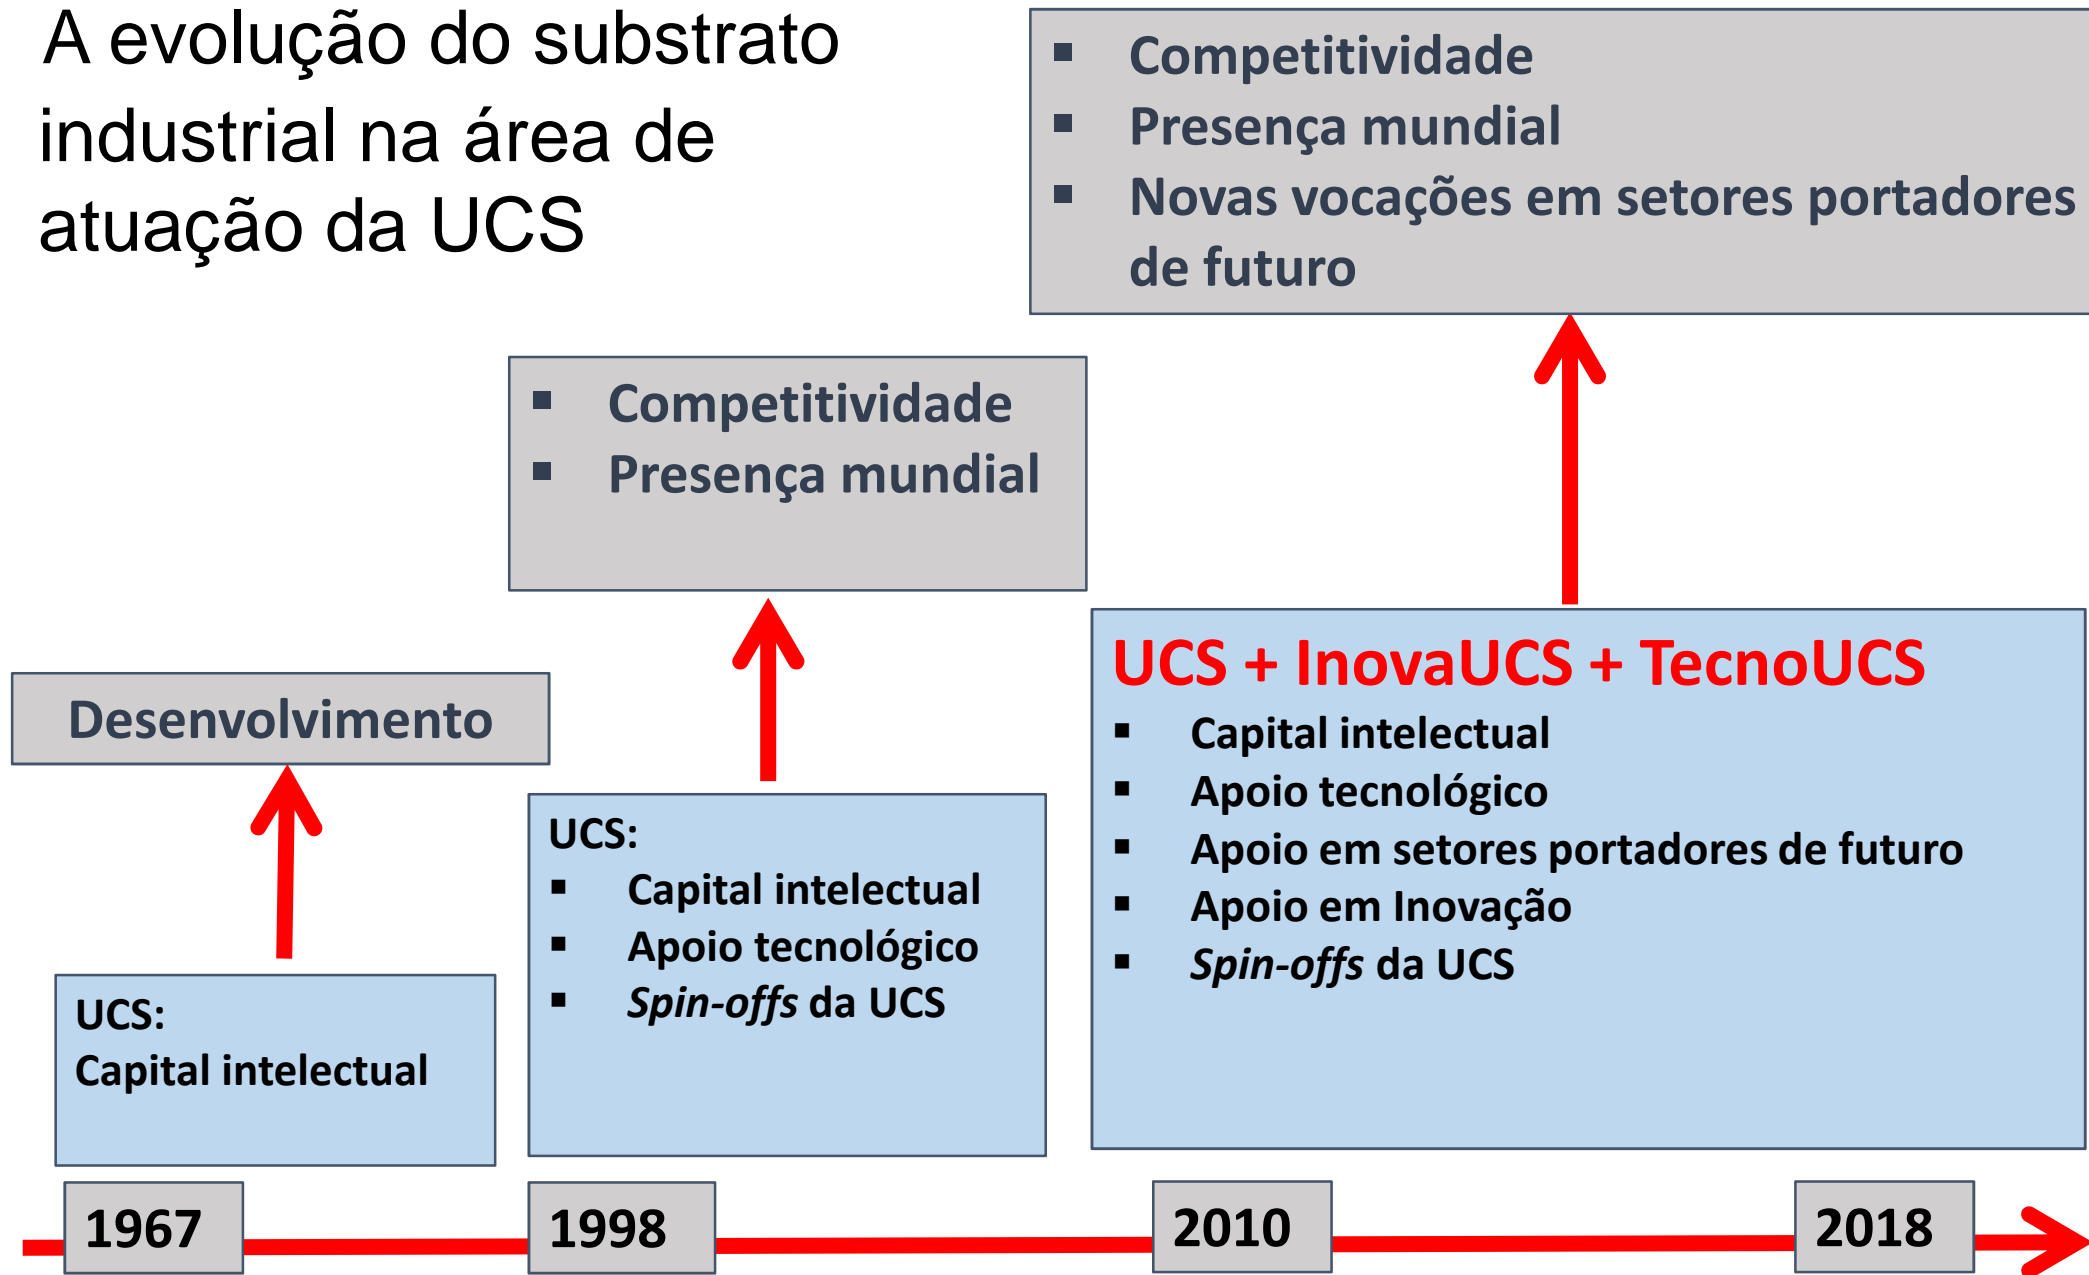 A evolução do substrato
industrial na área de
atuação da UCS
▪ Competitividade
▪ Presença mundial
▪ Novas vocações em setores portadores
de futuro
▪ Competitividade
▪ Presença mundial
Desenvolvimento
UCS:
Capital intelectual
UCS:
▪ Capital intelectual
▪ Apoio tecnológico
▪ Spin-offs da UCS
UCS + InovaUCS + TecnoUCS
▪ Capital intelectual
▪ Apoio tecnológico
▪ Apoio em setores portadores de futuro
▪ Apoio em Inovação
▪ Spin-offs da UCS
1967
1998
2010
2018